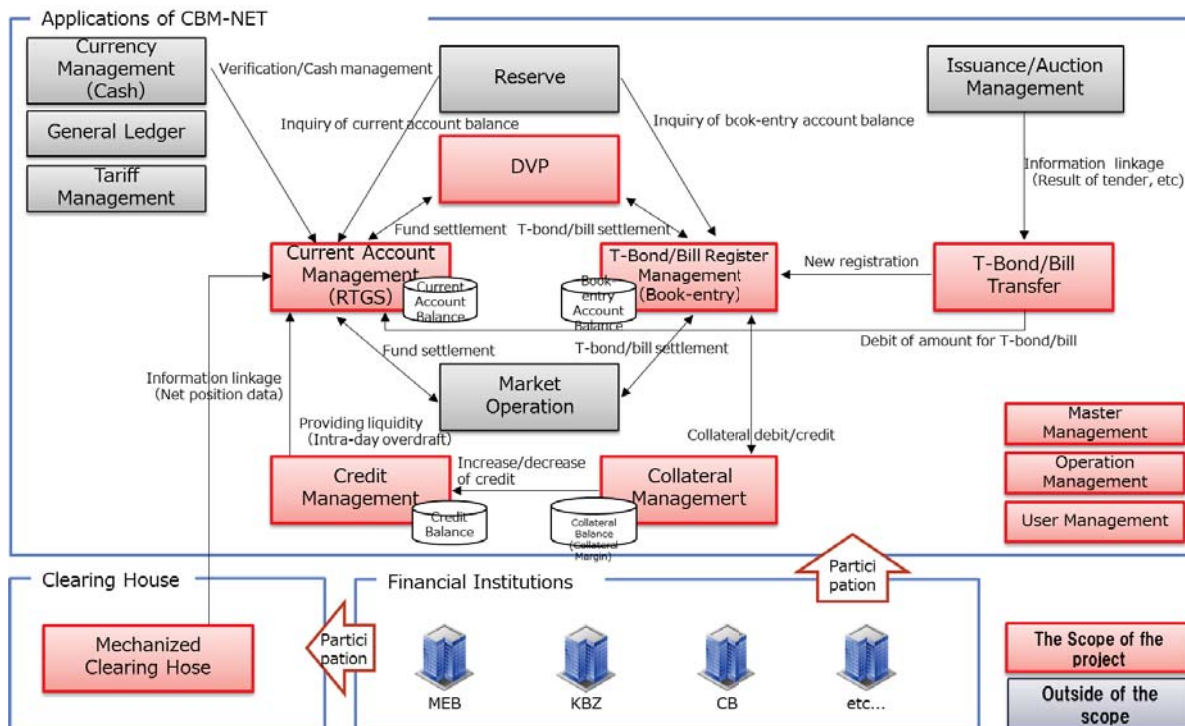 Applications of CBM-NET
Currency
Management
(Cash)
General Ledger
Tariff
Management
Verification/Cash management
Reserve
Issuance/Auction
Management
Inquiry of current account balance
Inquiry of bcok-entry account balance
DVP
Information linkage
(Result of tender, etc)
Fund settlement
T-bond/bill settlement
Current Account
Management
(RTGS)
Current
Account
Balance
T-Bond/Bill Register
Management
(Book-entry)
Book-
entry
Account
Balance
New registration
T-Bond/Bill
Transfer
Debit of amount for T-bond/bill
Fund settlement
T-bond/bill settlement
Information linkage
(Net position data)
Market
Operation
Providing liquidity
(Intra-day overdraft)
Collateral debit/credit
Master
Management
Credit
Management
Credit
Balance
Increase/decrease
of credit
Collateral
Management
Collateral
Balance
(Collateral
Margin)
Operation
Management
User Management
Partici
pation
Clearing House
Mechanized
Clearing Hose
Partici
pation
Financial Institutions
MEB
KBZ
CB
etc...
The Scope of fhe
project
Outside of the
scope